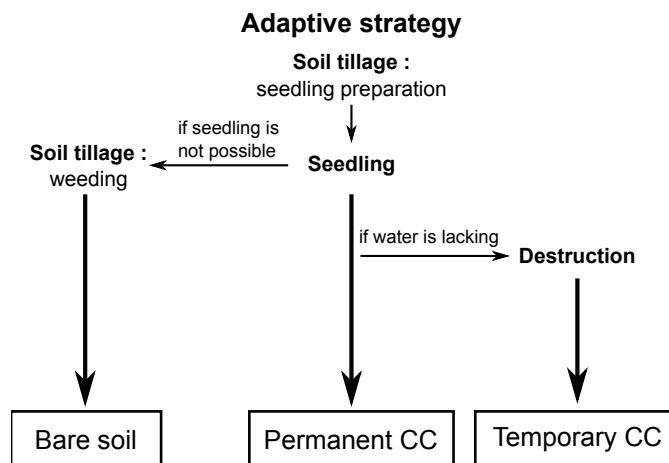 Adaptive strategy
Soil tillage :
seedling preparation
if seedling is
not possible
Soil tillage :
weeding
Seedling
if water is lacking
Destruction
Bare soil
Permanent CC
Temporary CC